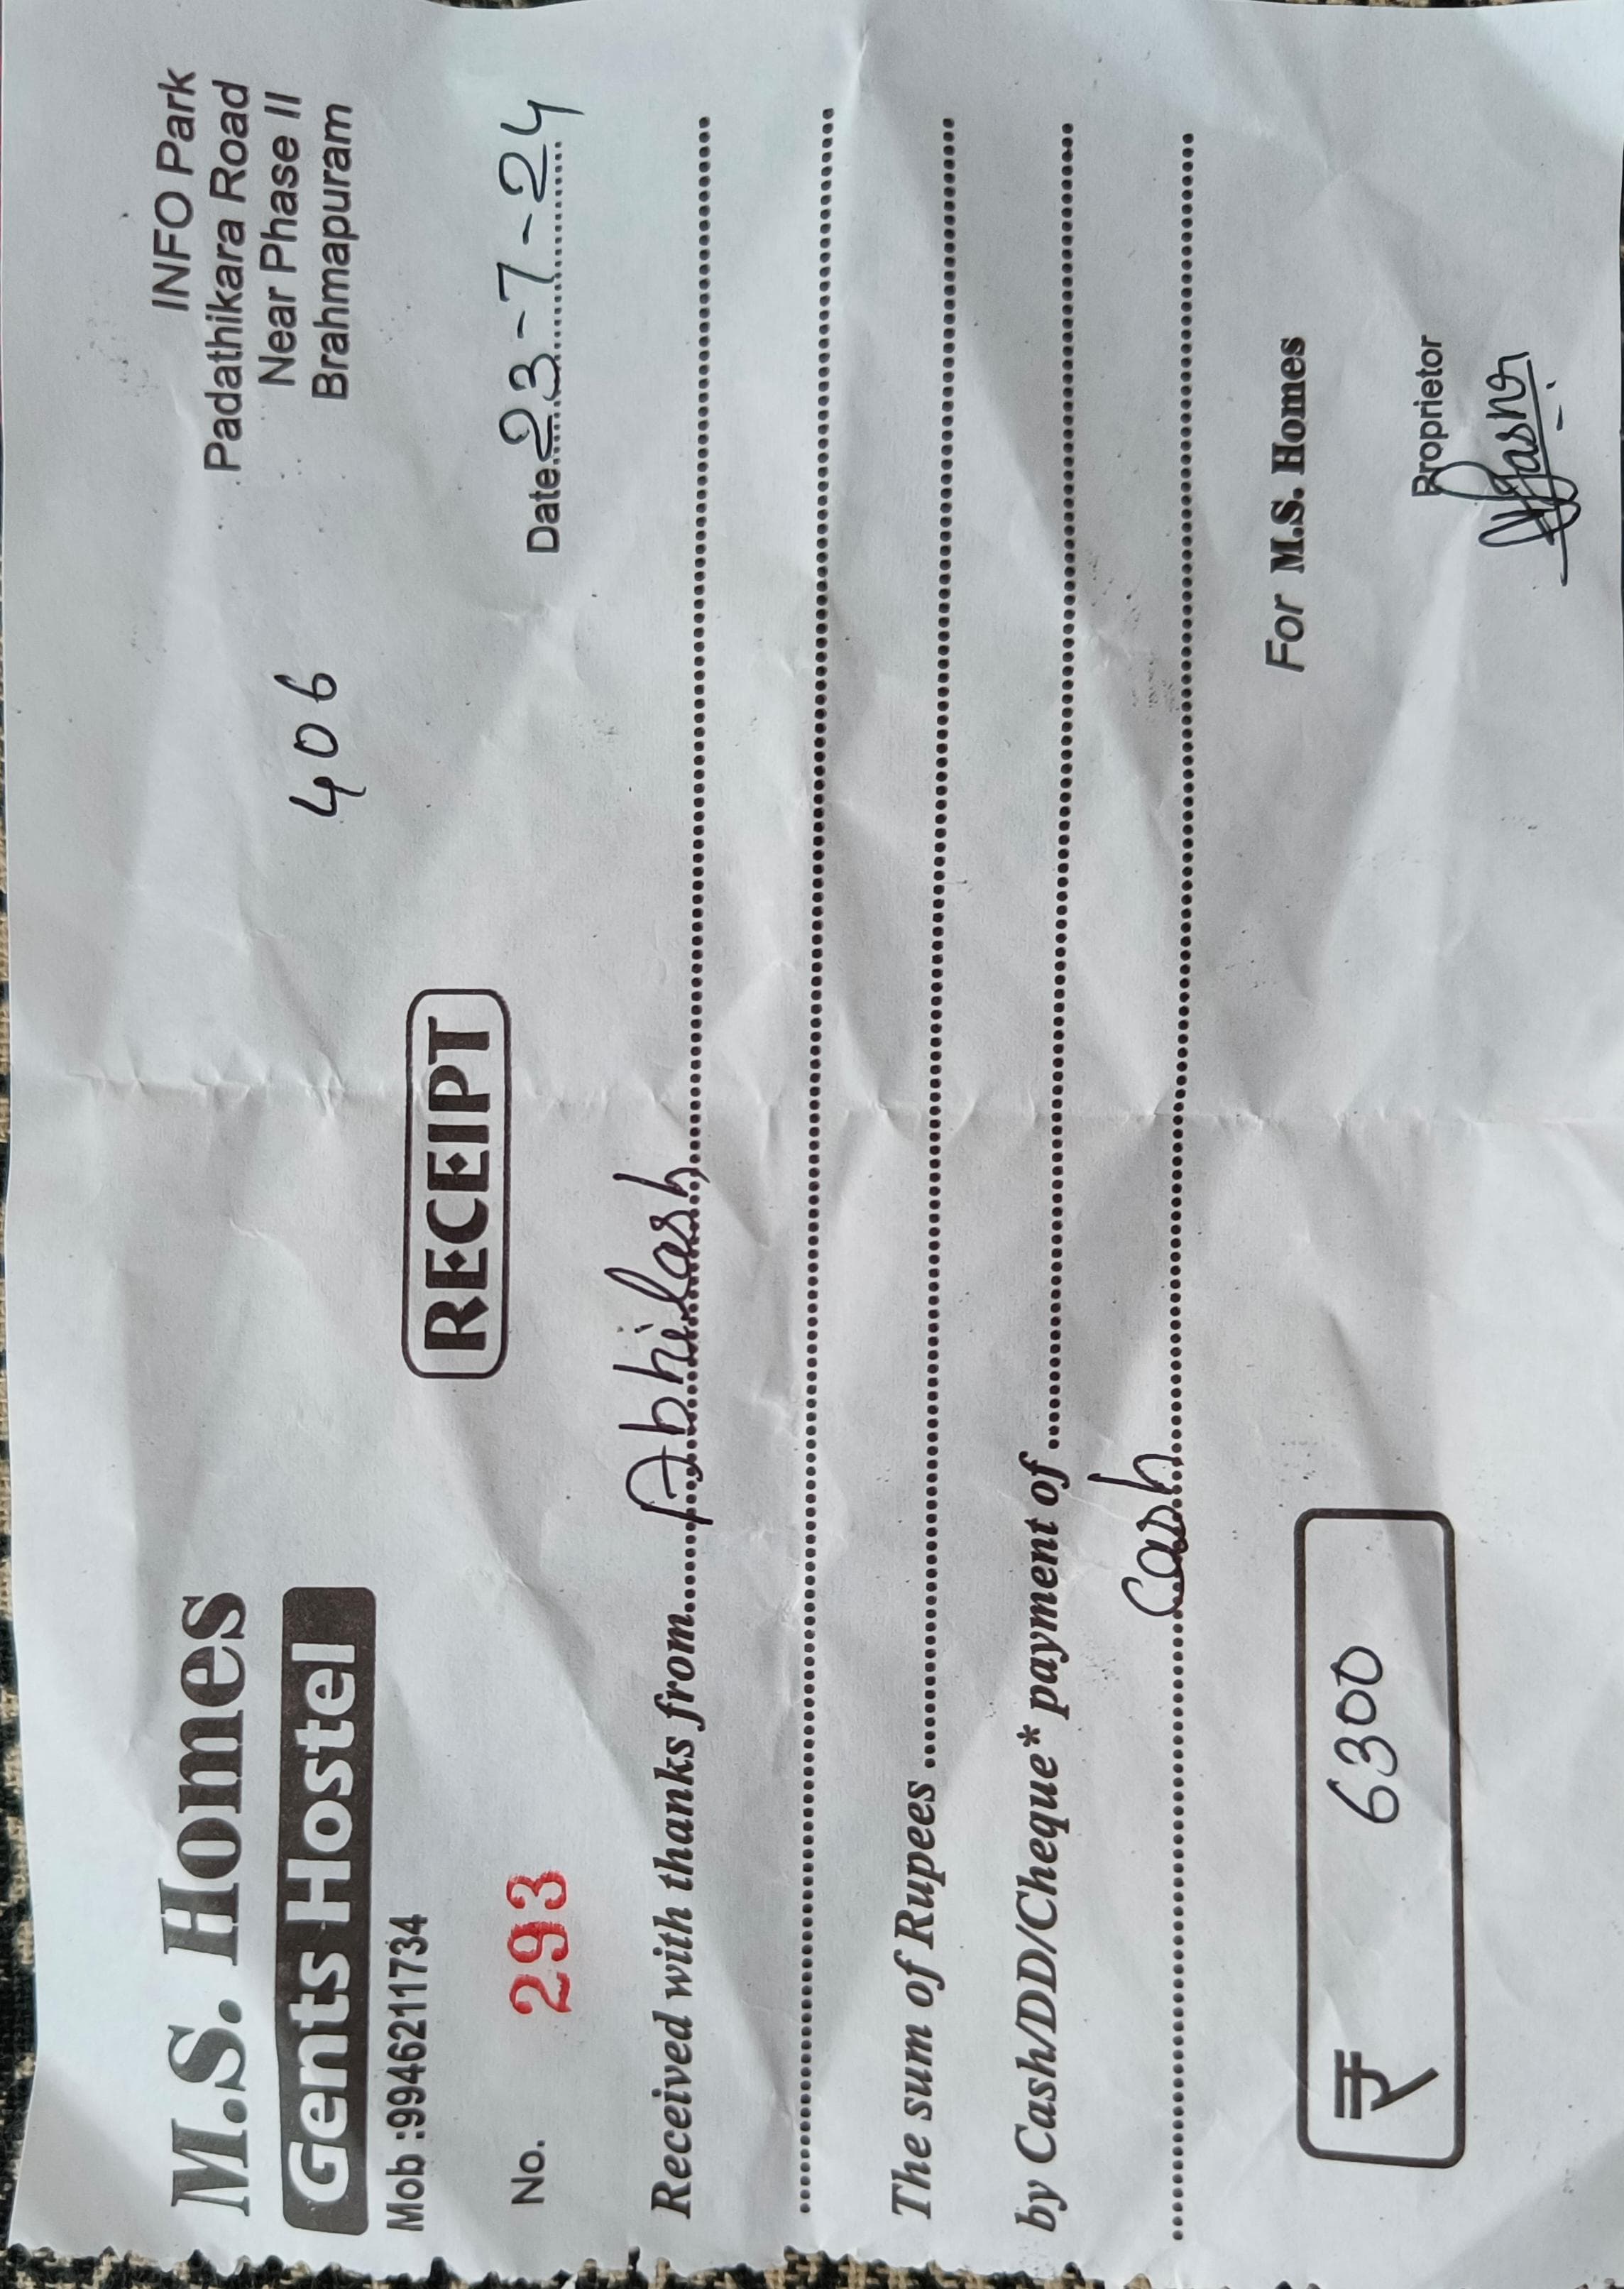 M.S. Homes
Gents Hostel
Mob :9946211734
INFO Park
Padathikara Road
Near Phase II
Brahmapuram
406
RECEIPT
No. 293
Date 23-7-24
Received with thanks from Abhilash
The sum of Rupees
by Cash/DD/Cheque* payment of
Cash
₹ 6300
For M.S. Homes
Proprietor